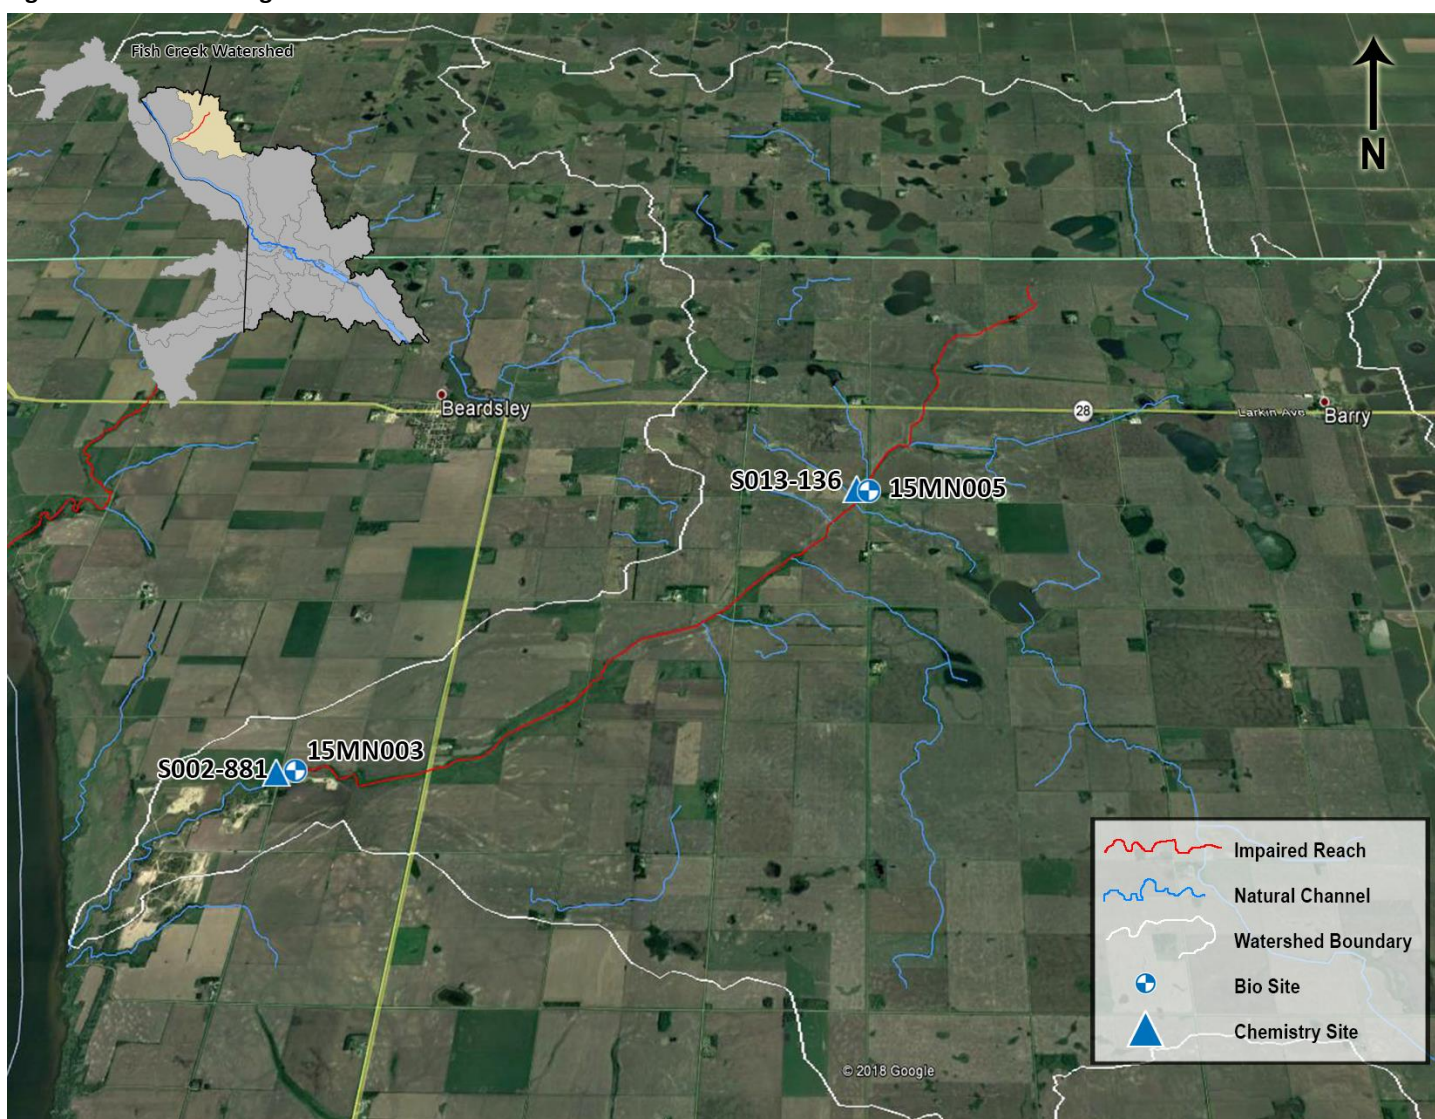 Fish Creek Watershed
N
Beardsley
28
Larkin Ave
Barry
S013-136
15MN005
15MN003
S002-881
Impaired Reach
Natural Channel
Watershed Boundary
Bio Site
Chemistry Site
© 2018 Google